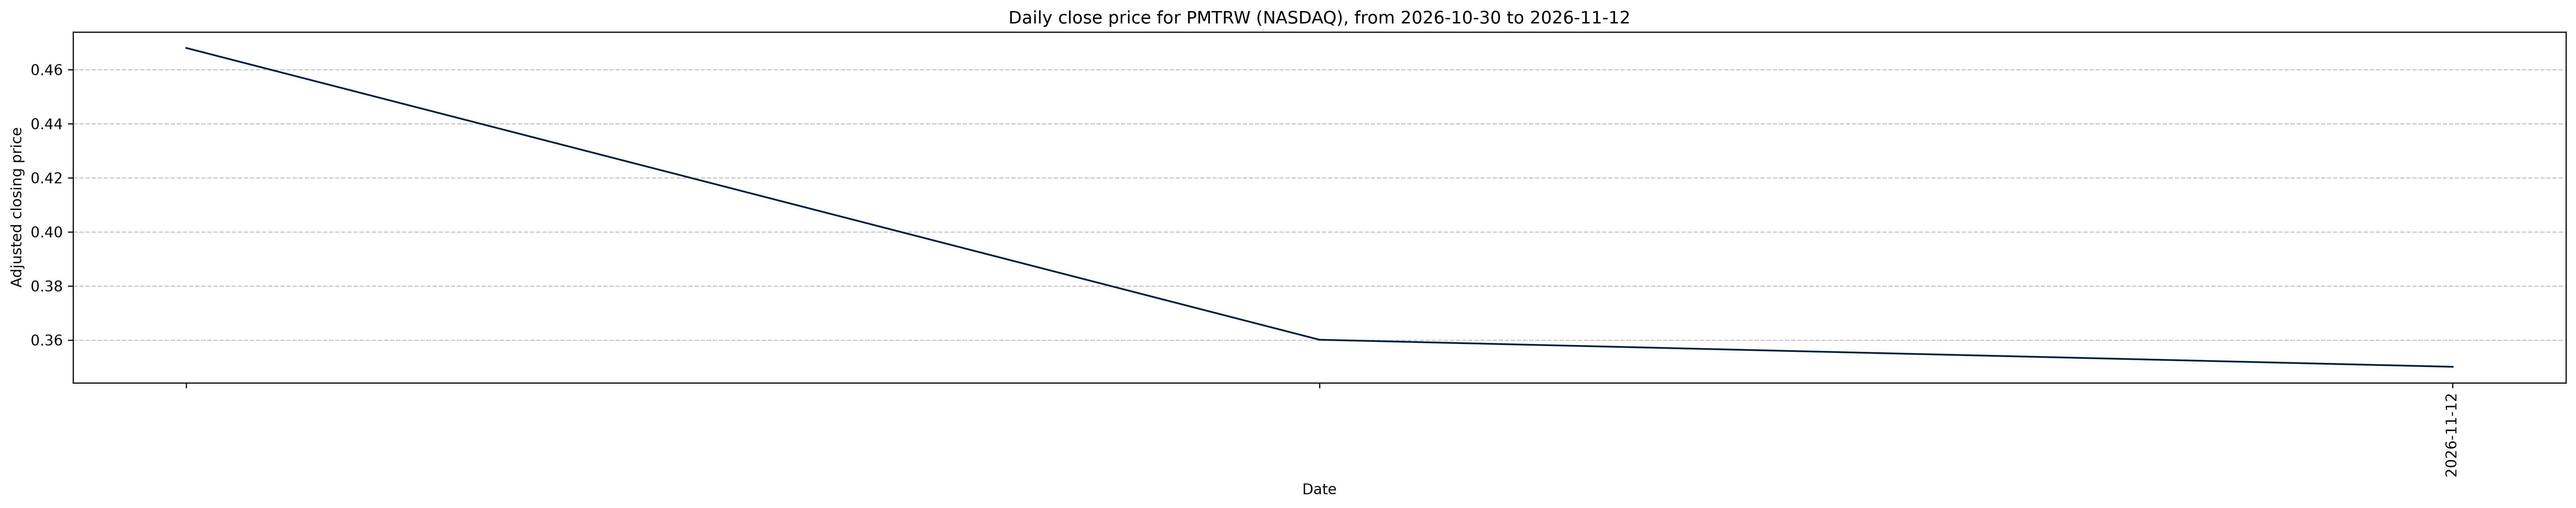 Daily close price for PMTRW (NASDAQ), from 2026-10-30 to 2026-11-12
Adjusted closing price
0.46
0.44
0.42
0.40
0.38
0.36
2026-11-12
Date